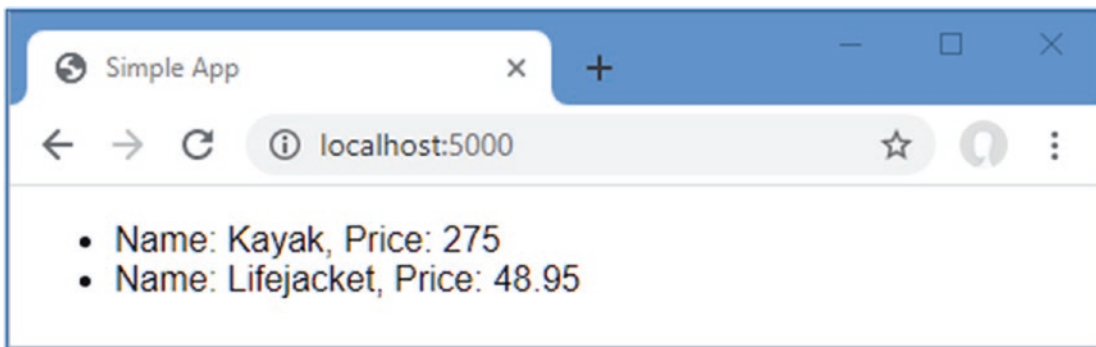 Simple App
localhost:5000
• Name: Kayak, Price: 275
• Name: Lifejacket, Price: 48.95